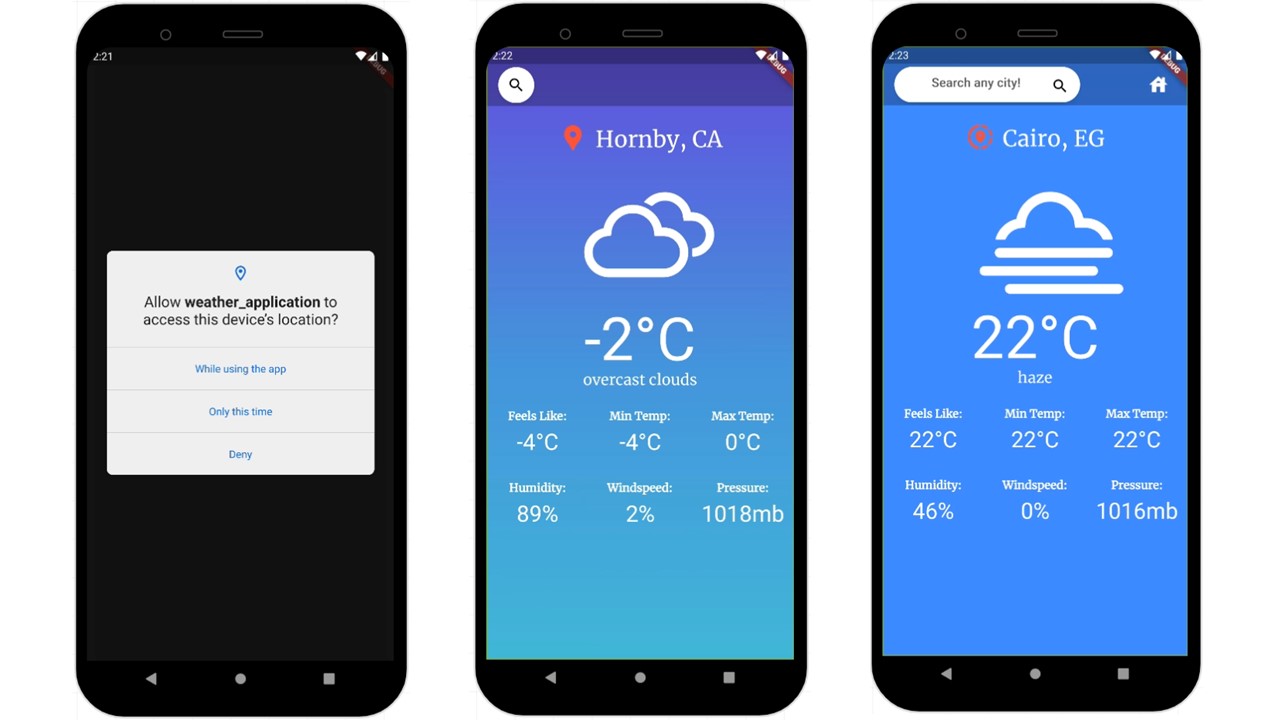 2:21
Allow weather_application to
access this device's location?
While using the app
Only this time
Deny
2:22
DEBUG
Hornby, CA
-2°C
overcast clouds
Feels Like: Min Temp: Max Temp:
-4°C -4°C 0°C
Humidity: Windspeed: Pressure:
89% 2% 1018mb
2:23
DEBUG
Search any city!
Cairo, EG
22°C
haze
Feels Like: Min Temp: Max Temp:
22°C 22°C 22°C
Humidity: Windspeed: Pressure:
46% 0% 1016mb